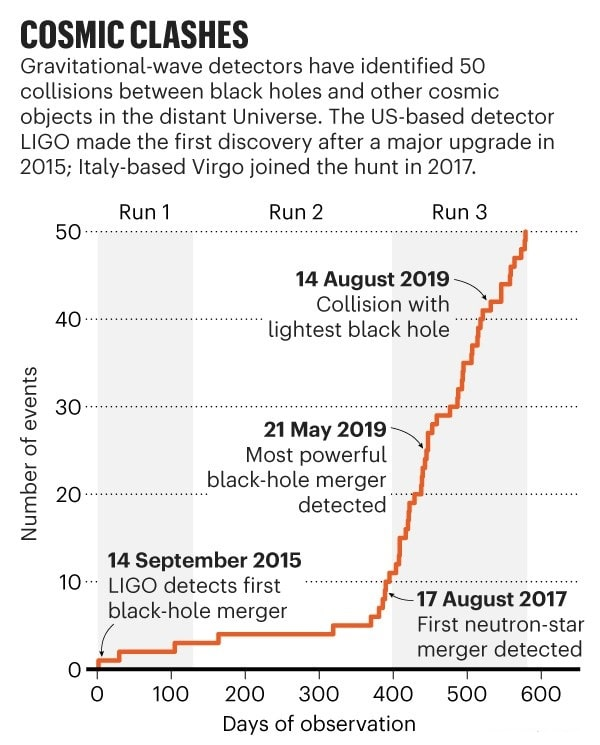 COSMIC CLASHES
Gravitational-wave detectors have identified 50
collisions between black holes and other cosmic
objects in the distant Universe. The US-based detector
LIGO made the first discovery after a major upgrade in
2015; Italy-based Virgo joined the hunt in 2017.
Run 1
Run 2
Run 3
50
14 August 2019
Collision with
lightest black hole
40
30
21 May 2019
Most powerful
black-hole merger
detected
20
Number of events
14 September 2015
LIGO detects first
black-hole merger
10
17 August 2017
First neutron-star
merger detected
0
0 100 200 300 400 500 600
Days of observation